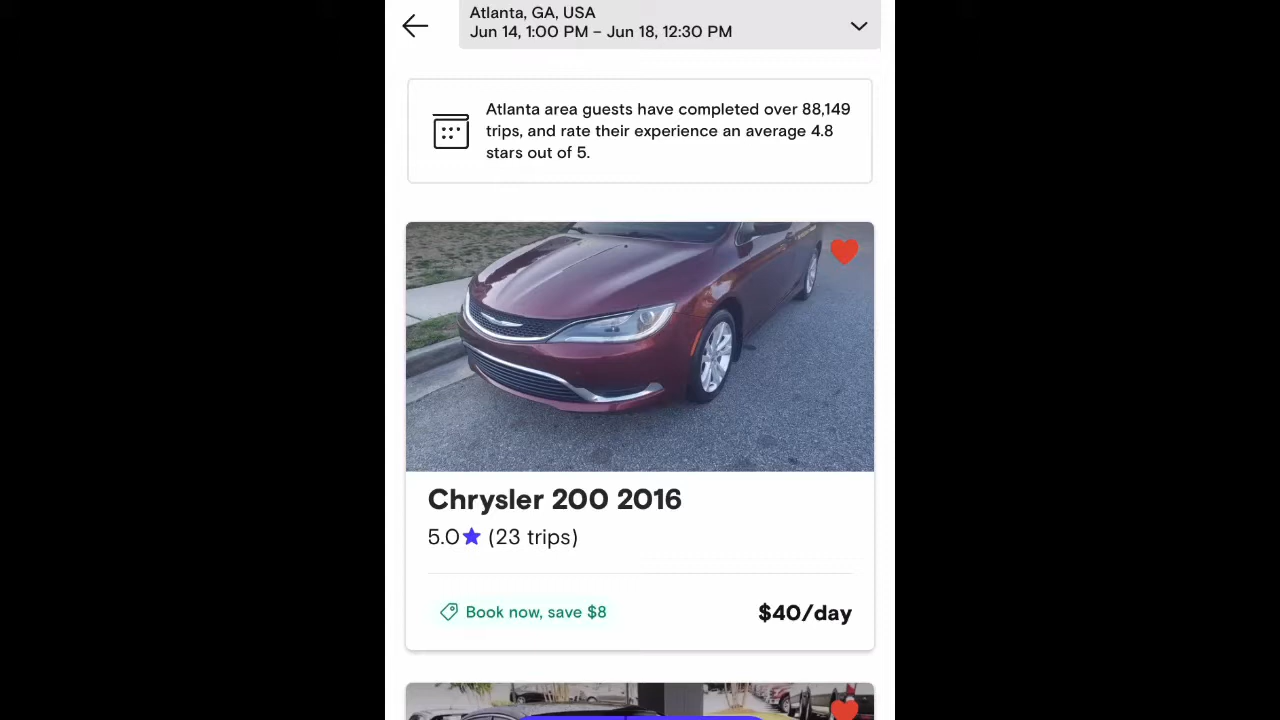 Atlanta, GA, USA
Jun 14, 1:00 PM – Jun 18, 12:30 PM
Atlanta area guests have completed over 88,149
trips, and rate their experience an average 4.8
stars out of 5.
Chrysler 200 2016
5.0 (23 trips)
Book now, save $8
$40/day